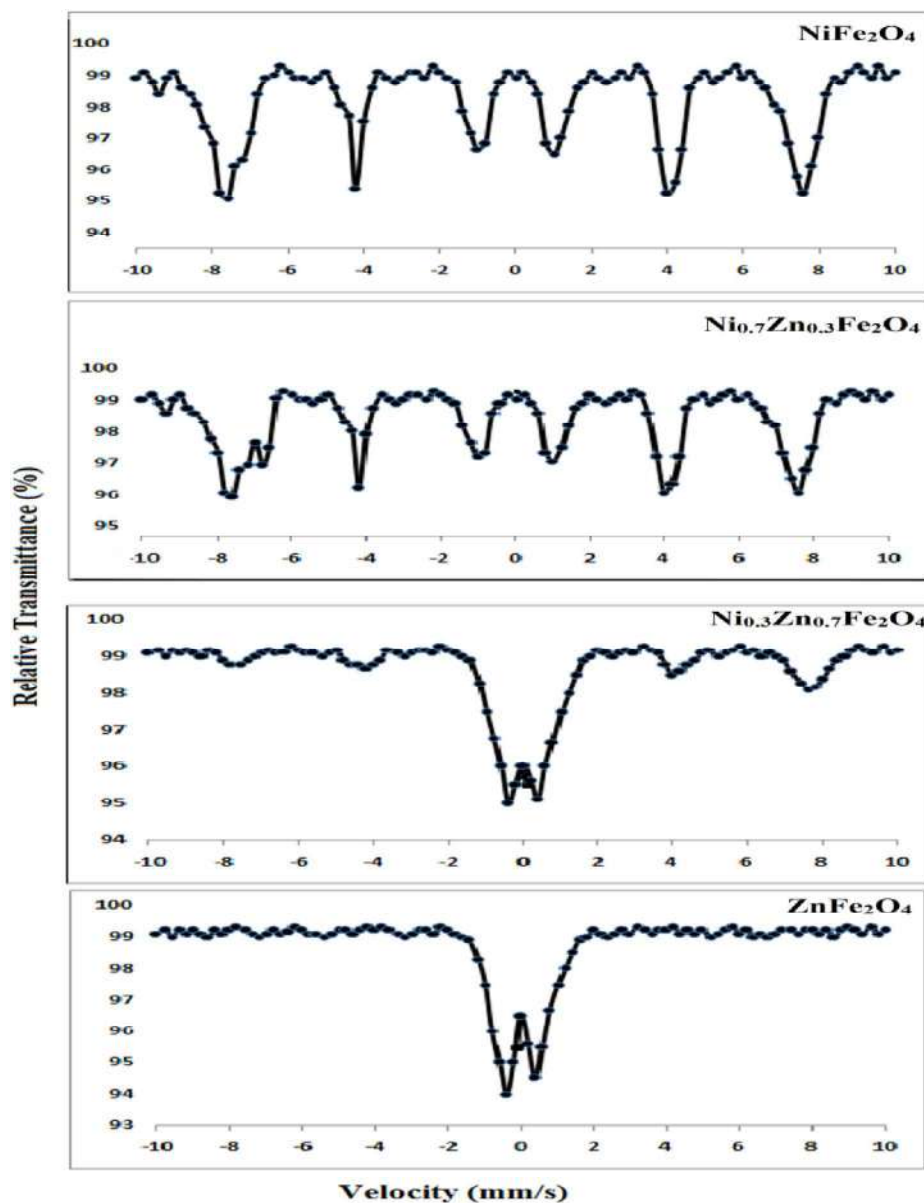 NiFe₂O₄
100
99
98
97
96
95
94
-10 -8 -6 -4 -2 0 2 4 6 8 10
Ni₀.₇Zn₀.₃Fe₂O₄
100
99
98
97
96
95
-10 -8 -6 -4 -2 0 2 4 6 8 10
Relative Transmittance (%)
Ni₀.₃Zn₀.₇Fe₂O₄
100
99
98
97
96
95
94
-10 -8 -6 -4 -2 0 2 4 6 8 10
ZnFe₂O₄
100
99
98
97
96
95
94
93
-10 -8 -6 -4 -2 0 2 4 6 8 10
Velocity (mm/s)